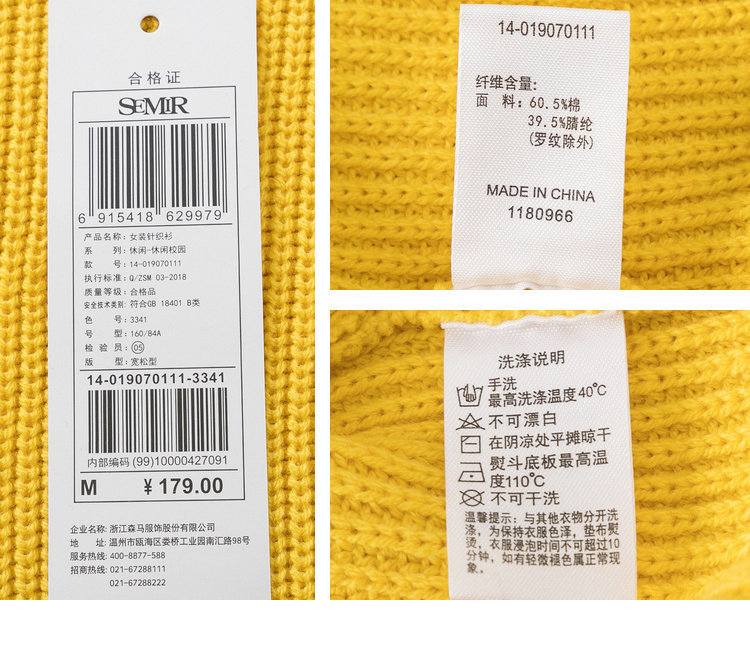 合格证
SEMIR
6 915418 629979
产品名称: 女装针织衫
系 列: 休闲-休闲校园
款 号: 14-019070111
执行标准: Q/ZSM 03-2018
质量等级: 合格品
安全技术类别: 符合GB 18401 B类
色 号: 3341
号 型: 160/84A
检 验 员: 05
版 型: 宽松型
14-019070111-3341
内部编码 (99)10000427091
M ¥ 179.00
企业名称: 浙江森马服饰股份有限公司
地 址: 温州市瓯海区娄桥工业园南汇路98号
服务热线: 400-8877-588
招商热线: 021-67288111
021-67288222
14-019070111
纤维含量:
面 料: 60.5%棉
39.5%腈纶
(罗纹除外)
MADE IN CHINA
1180966
洗涤说明
手洗
最高洗涤温度40℃
不可漂白
在阴凉处平摊晾干
熨斗底板最高温
度110℃
不可干洗
温馨提示: 与其他衣物分开洗
涤, 为保持衣服色泽, 垫布熨
烫, 衣服浸泡时间不可超过10
分钟, 如有轻微褪色属正常现
象。